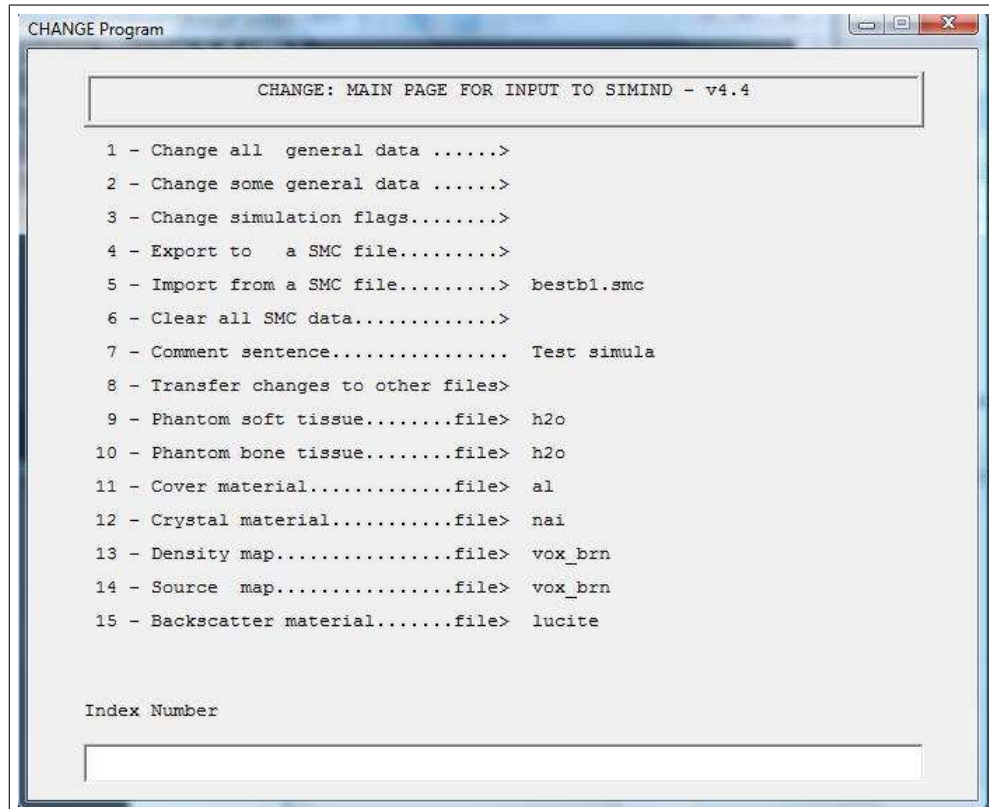 CHANGE Program
CHANGE: MAIN PAGE FOR INPUT TO SIMIND - v4.4
1 - Change all  general data ......>
2 - Change some general data ......>
3 - Change simulation flags........>
4 - Export to   a SMC file.........>
5 - Import from a SMC file.........>  bestb1.smc
6 - Clear all SMC data.............>
7 - Comment sentence................  Test simula
8 - Transfer changes to other files>
9 - Phantom soft tissue........file>  h2o
10 - Phantom bone tissue........file>  h2o
11 - Cover material.............file>  al
12 - Crystal material...........file>  nai
13 - Density map................file>  vox_brn
14 - Source  map................file>  vox_brn
15 - Backscatter material.......file>  lucite
Index Number